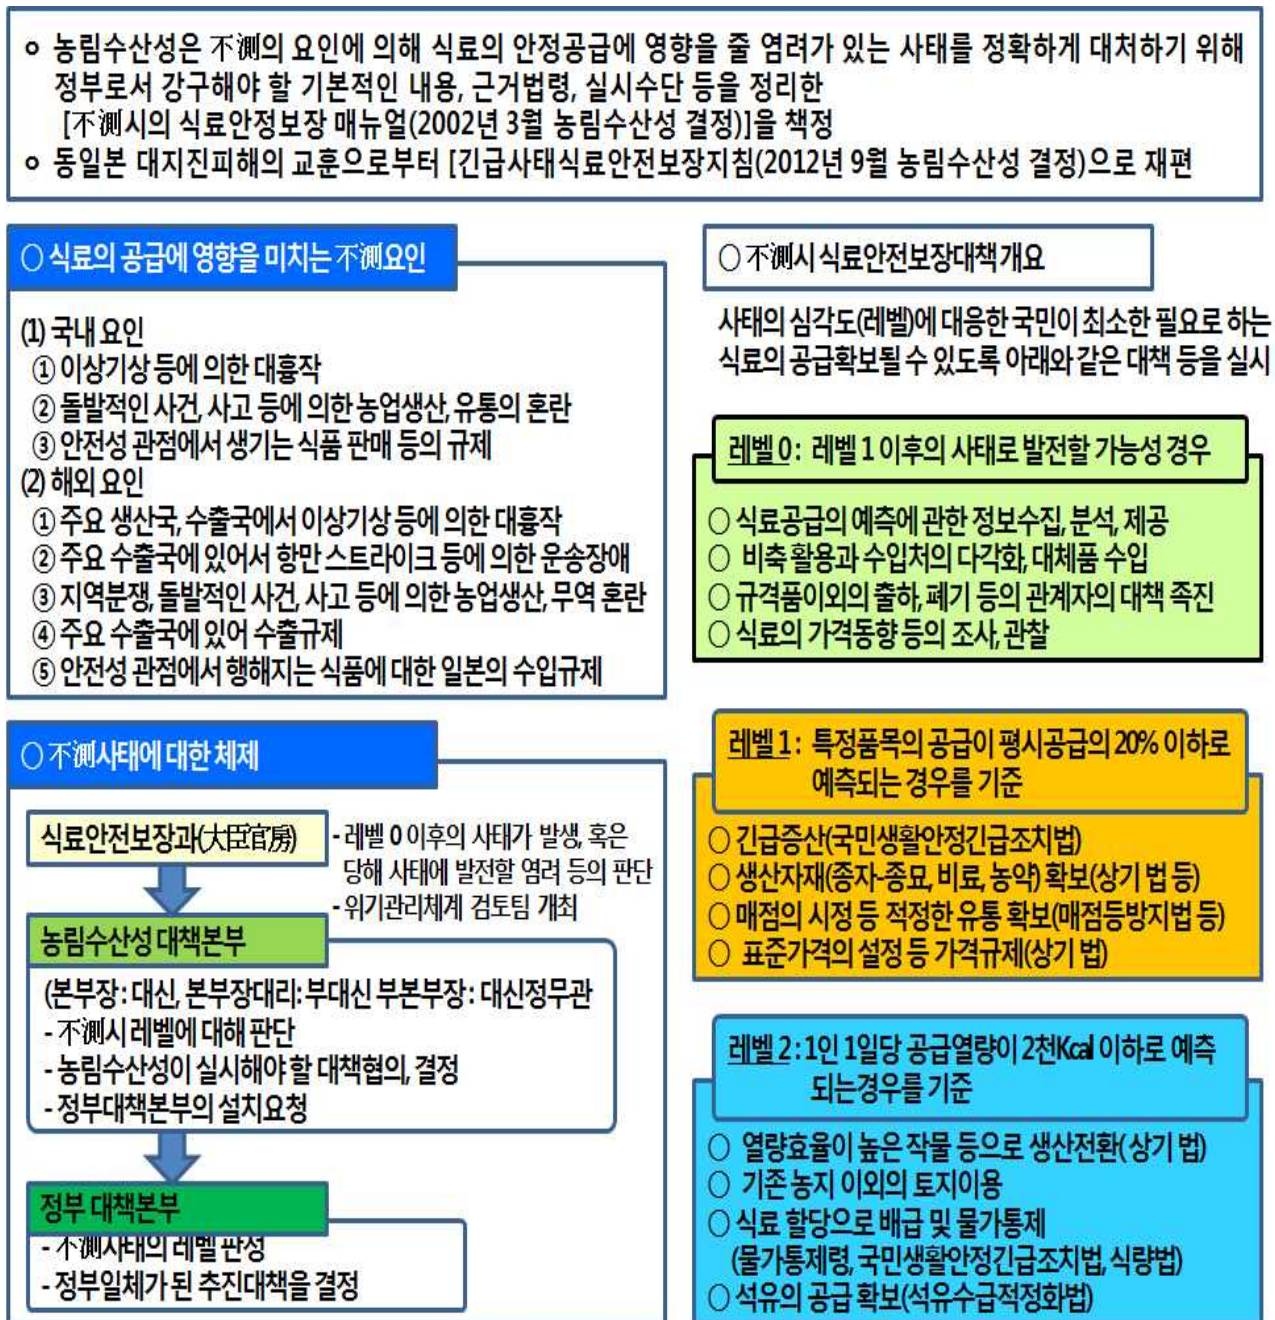 ㅇ 농림수산성은 不測의 요인에 의해 식료의 안정공급에 영향을 줄 염려가 있는 사태를 정확하게 대처하기 위해
정부로서 강구해야 할 기본적인 내용, 근거법령, 실시수단 등을 정리한
[不測시의 식료안정보장 매뉴얼(2002년 3월 농림수산성 결정)]을 책정
ㅇ 동일본 대지진피해의 교훈으로부터 [긴급사태식료안전보장지침(2012년 9월 농림수산성 결정)으로 재편
○ 식료의 공급에 영향을 미치는 不測요인
(1) 국내 요인
① 이상기상 등에 의한 대흉작
② 돌발적인 사건, 사고 등에 의한 농업생산, 유통의 혼란
③ 안전성 관점에서 생기는 식품 판매 등의 규제
(2) 해외 요인
① 주요 생산국, 수출국에서 이상기상 등에 의한 대흉작
② 주요 수출국에 있어서 항만 스트라이크 등에 의한 운송장애
③ 지역분쟁, 돌발적인 사건, 사고 등에 의한 농업생산, 무역 혼란
④ 주요 수출국에 있어 수출규제
⑤ 안전성 관점에서 행해지는 식품에 대한 일본의 수입규제
○ 不測사태에 대한 체제
식료안전보장과(大臣官房)
- 레벨 0 이후의 사태가 발생, 혹은
당해 사태에 발전할 염려 등의 판단
- 위기관리체계 검토팀 개최
농림수산성 대책본부
(본부장 : 대신, 본부장대리: 부대신 부본부장 : 대신정무관
- 不測시 레벨에 대해 판단
- 농림수산성이 실시해야 할 대책협의, 결정
- 정부대책본부의 설치요청
정부 대책본부
- 不測사태의 레벨 판성
- 정부일체가 된 추진대책을 결정
○ 不測시 식료안전보장대책 개요
사태의 심각도(레벨)에 대응한 국민이 최소한 필요로 하는
식료의 공급확보될 수 있도록 아래와 같은 대책 등을 실시
레벨 0 : 레벨 1 이후의 사태로 발전할 가능성 경우
○ 식료공급의 예측에 관한 정보수집, 분석, 제공
○ 비축 활용과 수입처의 다각화, 대체품 수입
○ 규격품이외의 출하, 폐기 등의 관계자의 대책 족진
○ 식료의 가격동향 등의 조사, 관찰
레벨 1 : 특정품목의 공급이 평시공급의 20% 이하로
예측되는 경우를 기준
○ 긴급증산(국민생활안정긴급조치법)
○ 생산자재(종자-종묘, 비료, 농약) 확보(상기 법 등)
○ 매점의 시정 등 적정한 유통 확보(매점등방지법 등)
○ 표준가격의 설정 등 가격규제(상기 법)
레벨 2 : 1인 1일당 공급열량이 2천Kcal 이하로 예측
되는경우를 기준
○ 열량효율이 높은 작물 등으로 생산전환(상기 법)
○ 기존 농지 이외의 토지이용
○ 식료 할당으로 배급 및 물가통제
(물가통제령, 국민생활안정긴급조치법, 식량법)
○ 석유의 공급 확보(석유수급적정화법)